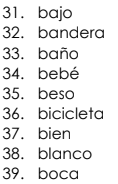 31. bajo
32. bandera
33. baño
34. bebé
35. beso
36. bicicleta
37. bien
38. blanco
39. boca